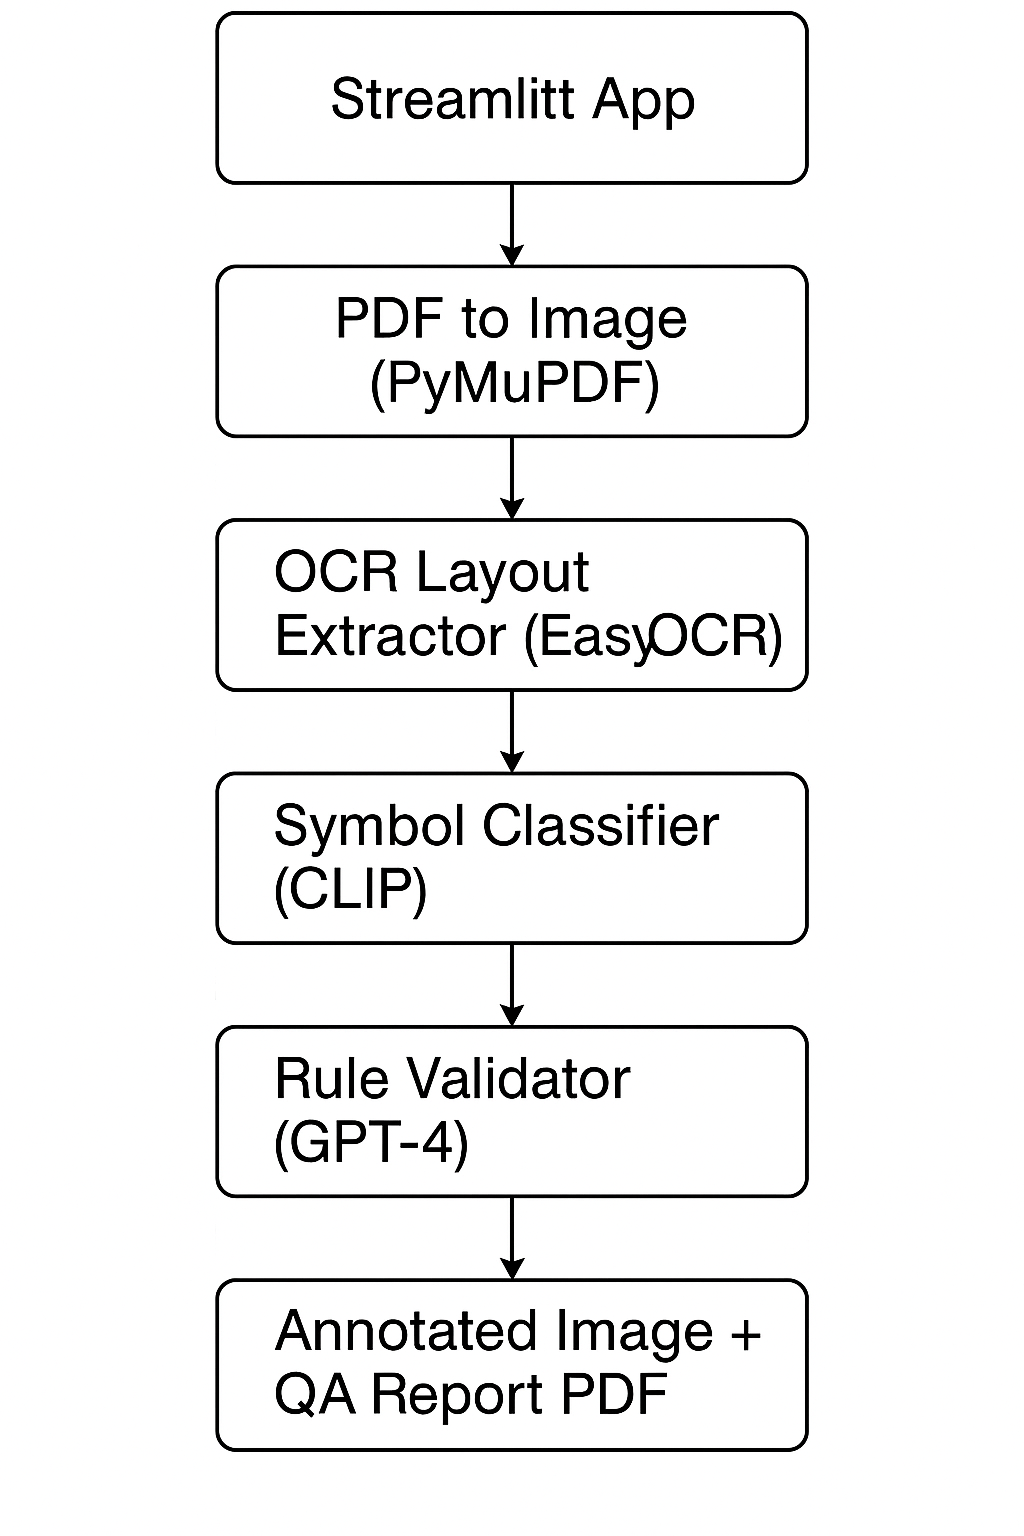 Streamlitt App
PDF to Image
(PyMuPDF)
OCR Layout
Extractor (EasyOCR)
Symbol Classifier
(CLIP)
Rule Validator
(GPT-4)
Annotated Image +
QA Report PDF